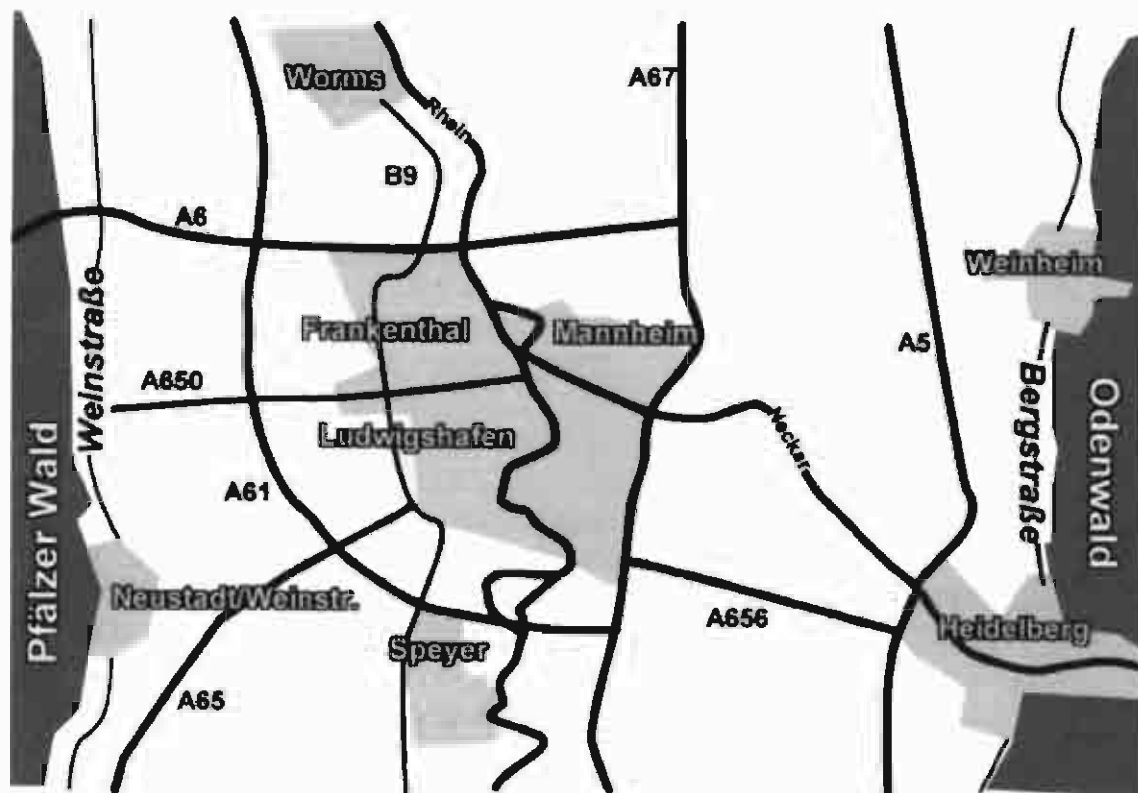 Worms
Rhein
A67
B9
A6
Weinheim
Weinstraße
Frankenthal
Mannheim
A5
A650
Bergstraße
Odenwald
Ludwigshafen
Neckar
Pfälzer Wald
A61
Neustadt/Weinstr.
A656
Heidelberg
Speyer
A65